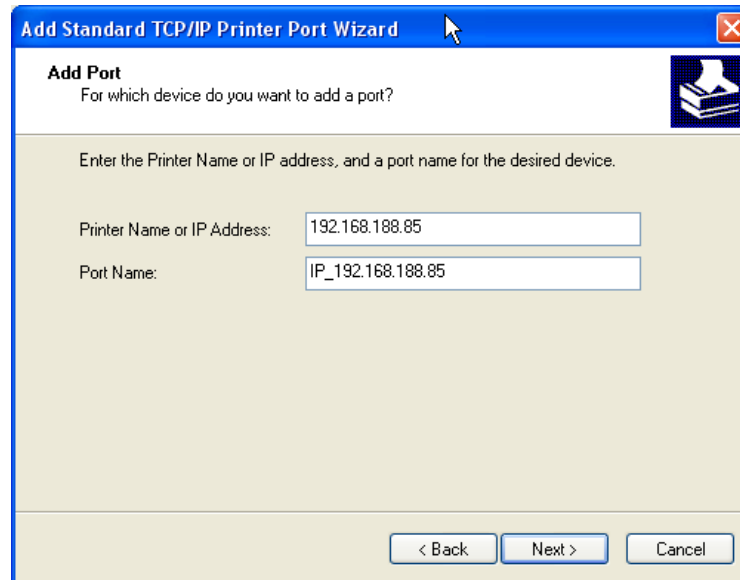 Add Standard TCP/IP Printer Port Wizard
Add Port
For which device do you want to add a port?
Enter the Printer Name or IP address, and a port name for the desired device.
Printer Name or IP Address: 192.168.188.85
Port Name: IP_192.168.188.85
< Back Next > Cancel